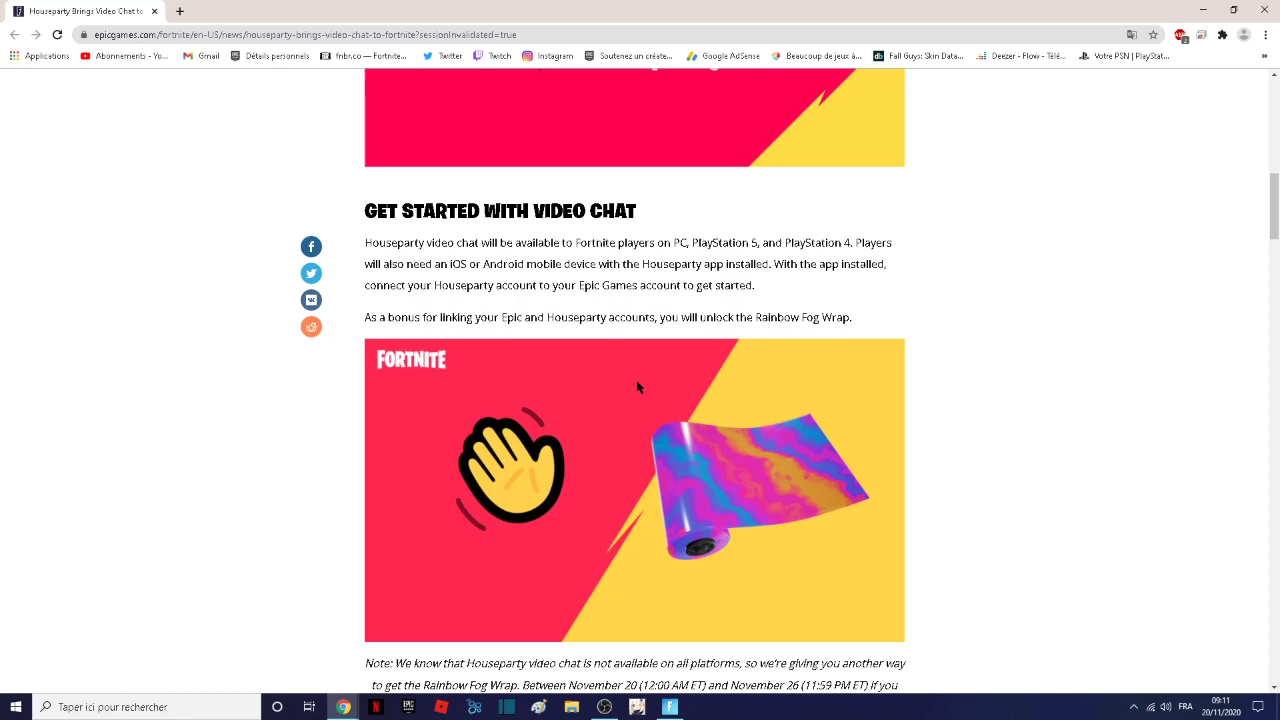 Houseparty Brings Video Chat to
epicgames.com/fortnite/en-US/news/houseparty-brings-video-chat-to-fortnite?sessionInvalidated=true
Applications
Abonnements - Yo...
Gmail
Détails personnels
fnbr.co — Fortnite...
Twitter
Twitch
Instagram
Soutenez un créate...
Google AdSense
Beaucoup de jeux à...
Fall Guys: Skin Data...
Deezer - Flow - Télé...
Votre PSN | PlayStat...
»
GET STARTED WITH VIDEO CHAT
Houseparty video chat will be available to Fortnite players on PC, PlayStation 5, and PlayStation 4. Players
will also need an iOS or Android mobile device with the Houseparty app installed. With the app installed,
connect your Houseparty account to your Epic Games account to get started.
As a bonus for linking your Epic and Houseparty accounts, you will unlock the Rainbow Fog Wrap.
FORTNITE
Note: We know that Houseparty video chat is not available on all platforms, so we're giving you another way
to get the Rainbow Fog Wrap. Between November 20 (12:00 AM ET) and November 26 (11:59 PM ET) if you
Taper ici pour rechercher
FRA
09:11
20/11/2020